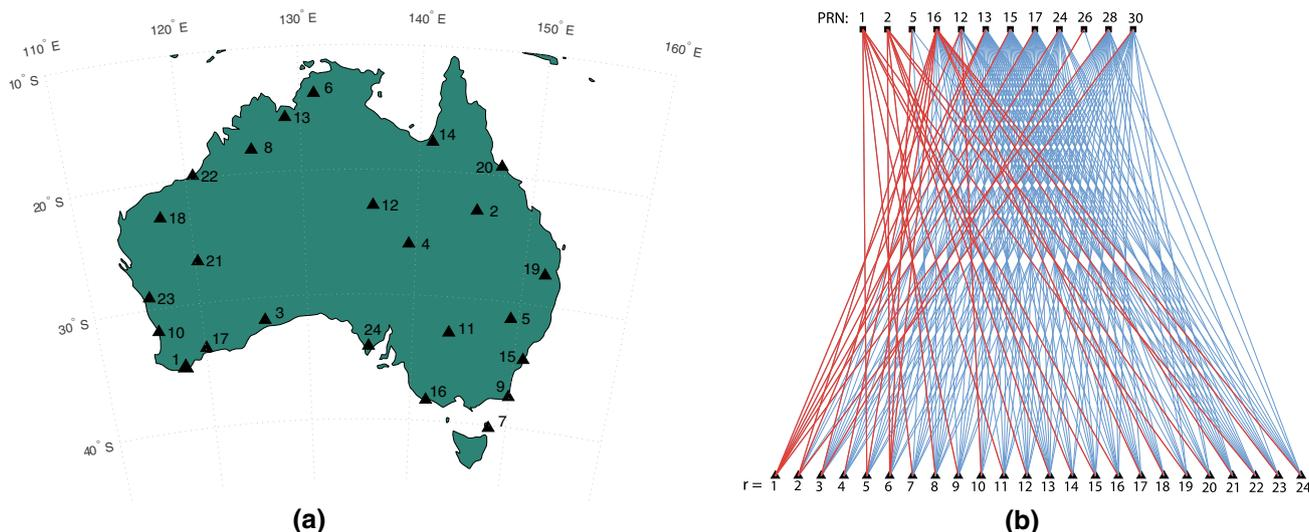 110° E
120° E
130° E
140° E
150° E
160° E
10° S
20° S
30° S
40° S
6
13
14
8
20
22
12
2
18
4
21
19
23
3
5
10
17
24
11
1
15
16
9
7
(a)
PRN: 1 2 5 16 12 13 15 17 24 26 28 30
r = 1 2 3 4 5 6 7 8 9 10 11 12 13 14 15 16 17 18 19 20 21 22 23 24
(b)